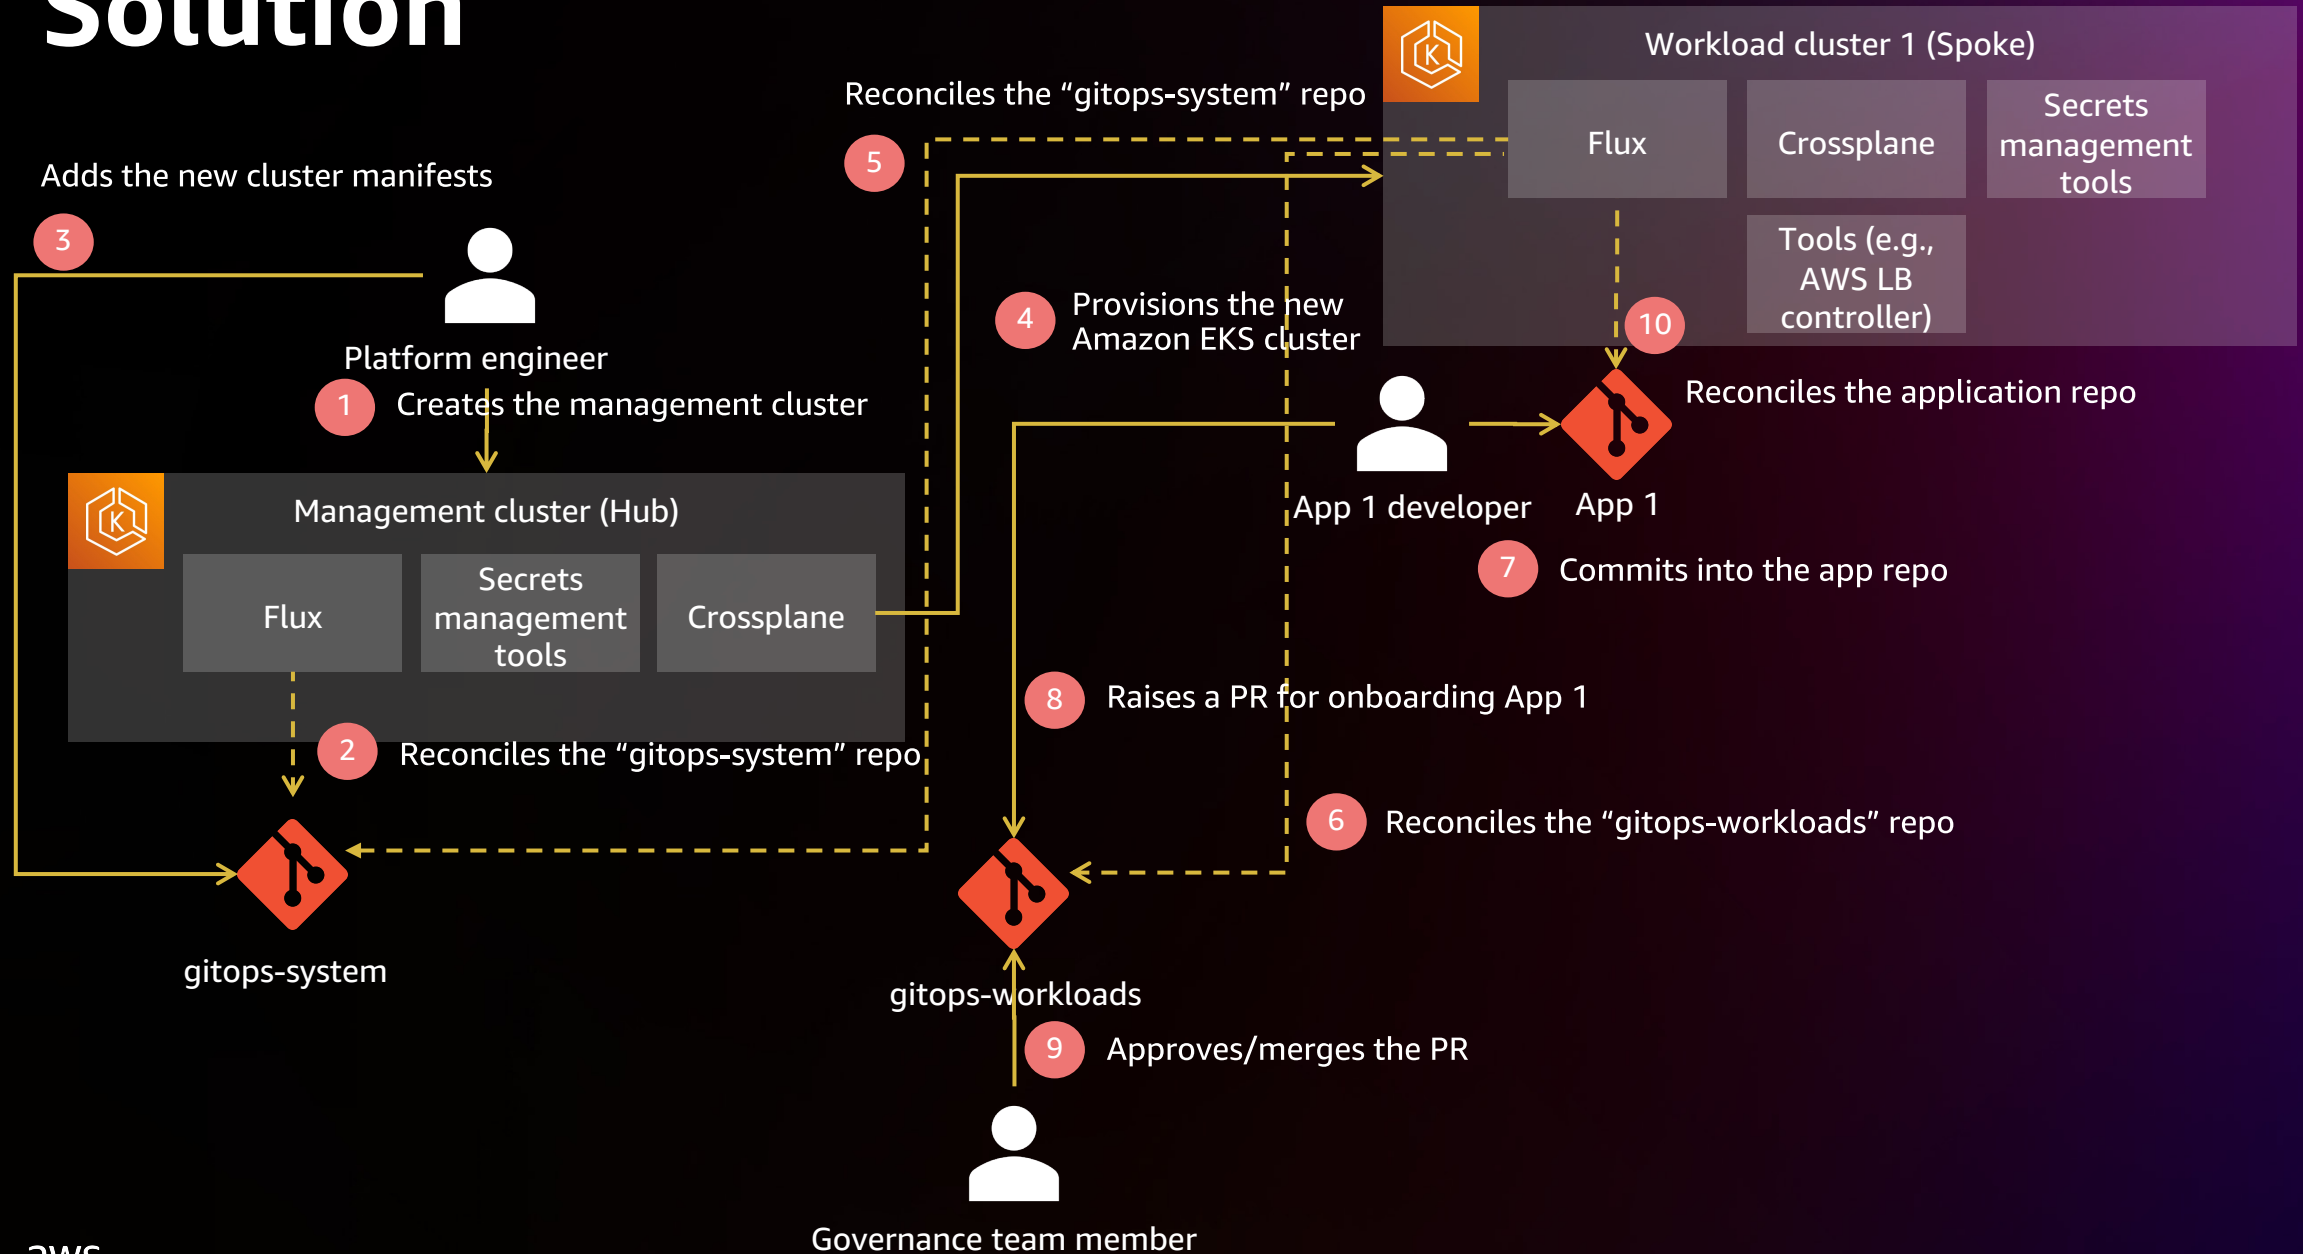 Solution
Workload cluster 1 (Spoke)
Flux
Crossplane
Secrets
management
tools
Tools (e.g.,
AWS LB
controller)
Reconciles the “gitops-system” repo
5
Adds the new cluster manifests
3
Platform engineer
1
Creates the management cluster
4
Provisions the new
Amazon EKS cluster
10
Reconciles the application repo
App 1 developer
App 1
7
Commits into the app repo
K
K
Management cluster (Hub)
Flux
Secrets
management
tools
Crossplane
2
Reconciles the “gitops-system” repo
8
Raises a PR for onboarding App 1
6
Reconciles the “gitops-workloads” repo
gitops-system
gitops-workloads
9
Approves/merges the PR
Governance team member
aws